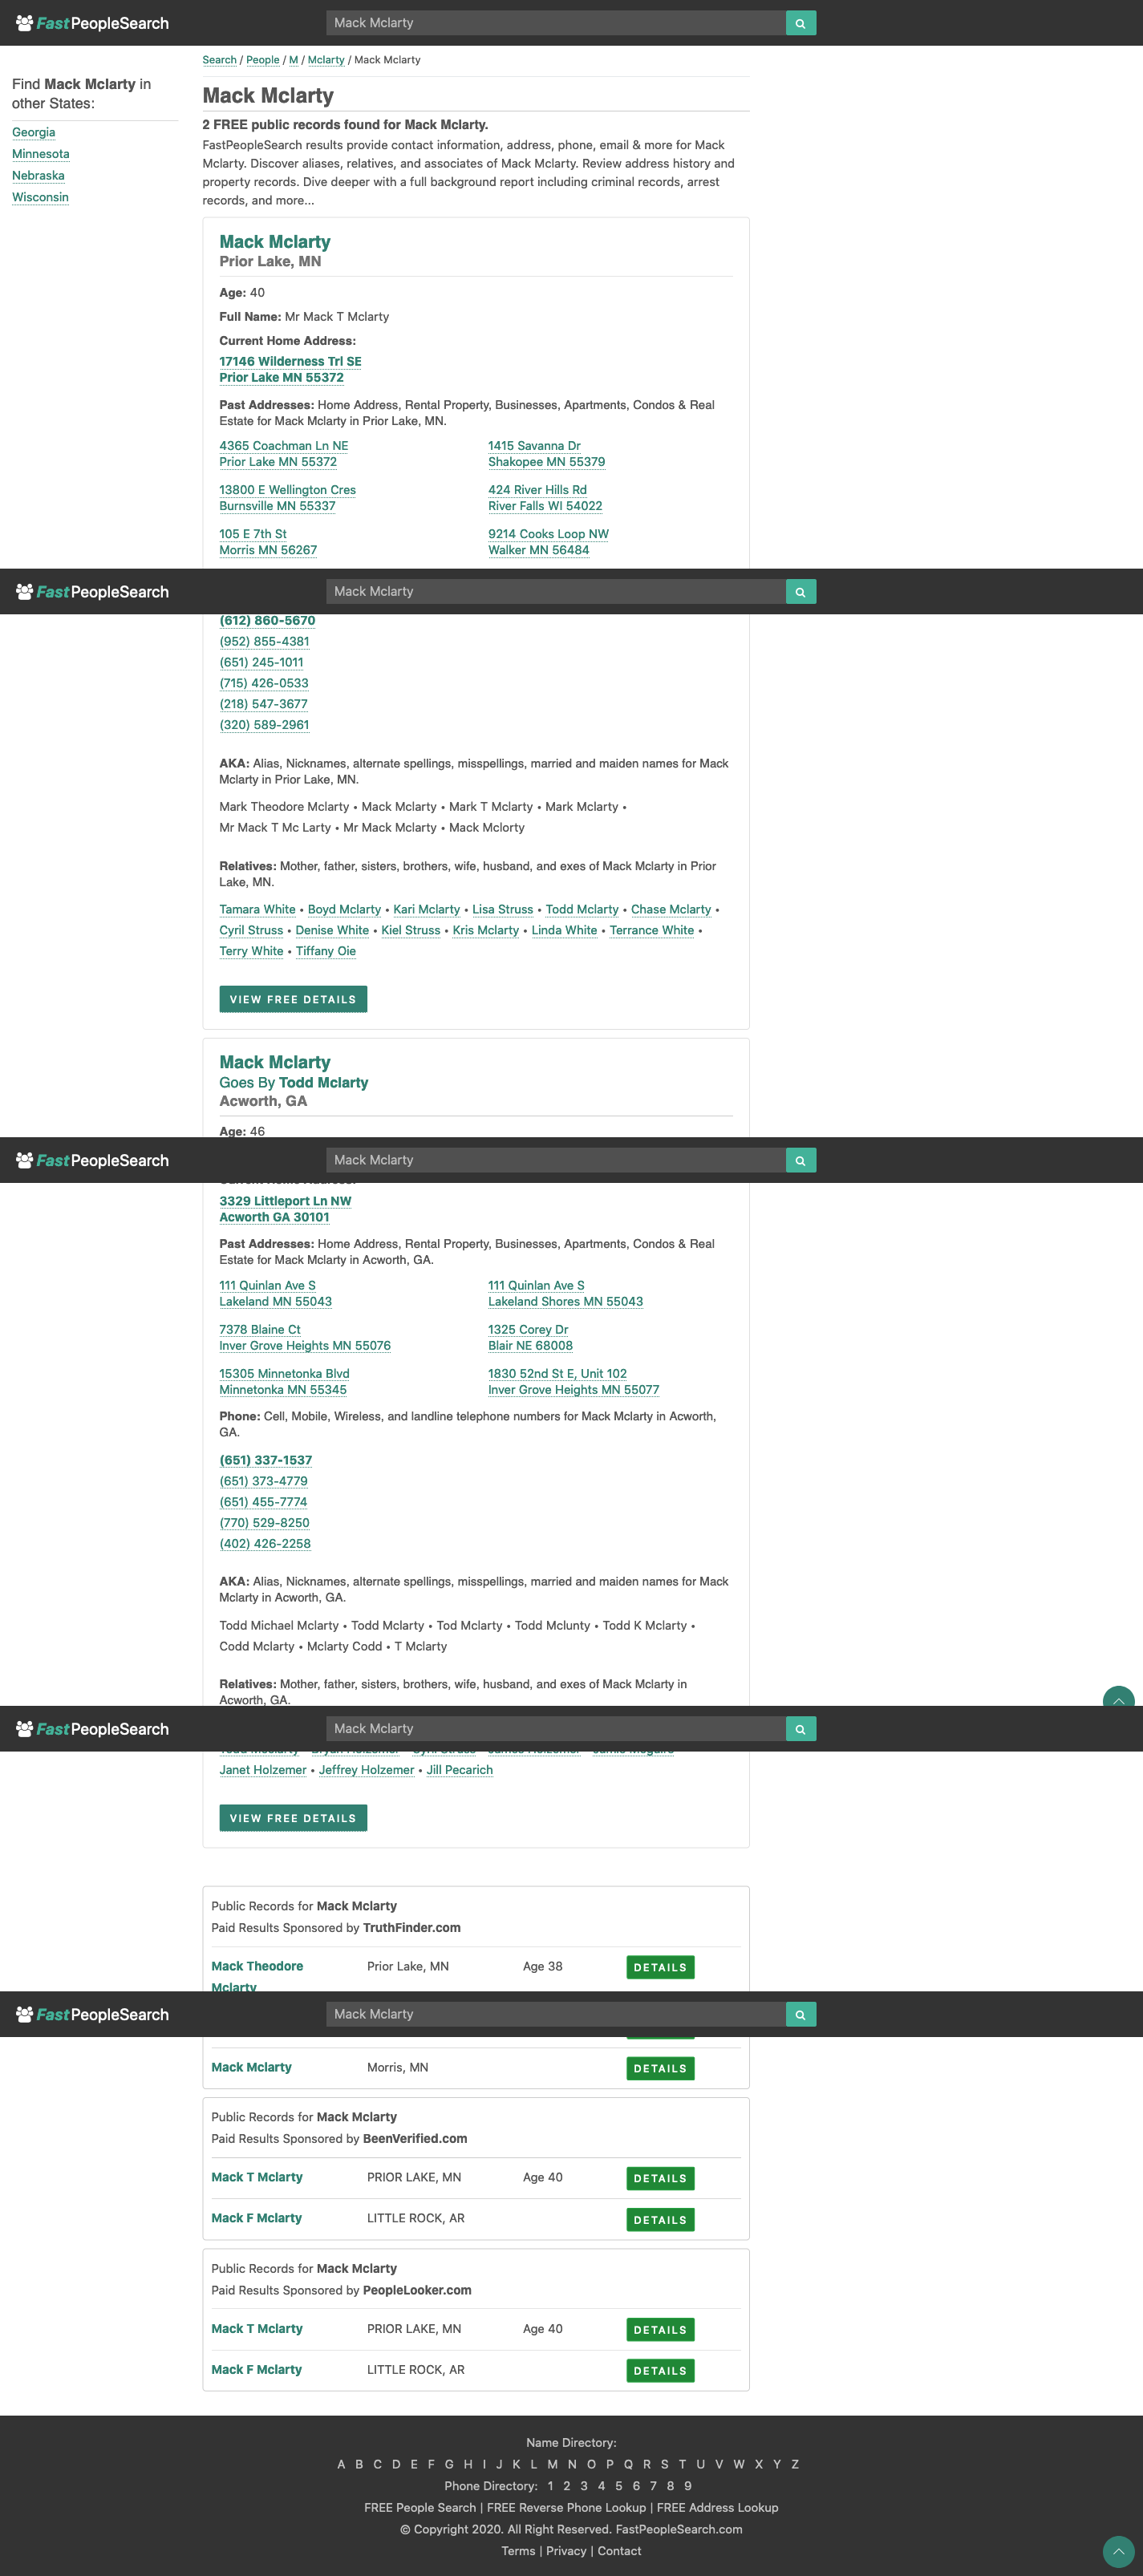 FastPeopleSearch
Mack Mclarty
Search / People / M / Mclarty / Mack Mclarty
Find Mack Mclarty in
other States:
Georgia
Minnesota
Nebraska
Wisconsin
Mack Mclarty
2 FREE public records found for Mack Mclarty.
FastPeopleSearch results provide contact information, address, phone, email & more for Mack
Mclarty. Discover aliases, relatives, and associates of Mack Mclarty. Review address history and
property records. Dive deeper with a full background report including criminal records, arrest
records, and more...
Mack Mclarty
Prior Lake, MN
Age: 40
Full Name: Mr Mack T Mclarty
Current Home Address:
17146 Wilderness Trl SE
Prior Lake MN 55372
Past Addresses: Home Address, Rental Property, Businesses, Apartments, Condos & Real
Estate for Mack Mclarty in Prior Lake, MN.
4365 Coachman Ln NE
Prior Lake MN 55372
1415 Savanna Dr
Shakopee MN 55379
13800 E Wellington Cres
Burnsville MN 55337
424 River Hills Rd
River Falls WI 54022
105 E 7th St
Morris MN 56267
9214 Cooks Loop NW
Walker MN 56484
FastPeopleSearch
Mack Mclarty
(612) 860-5670
(952) 855-4381
(651) 245-1011
(715) 426-0533
(218) 547-3677
(320) 589-2961
AKA: Alias, Nicknames, alternate spellings, misspellings, married and maiden names for Mack
Mclarty in Prior Lake, MN.
Mark Theodore Mclarty • Mack Mclarty • Mark T Mclarty • Mark Mclarty •
Mr Mack T Mc Larty • Mr Mack Mclarty • Mack Mclorty
Relatives: Mother, father, sisters, brothers, wife, husband, and exes of Mack Mclarty in Prior
Lake, MN.
Tamara White • Boyd Mclarty • Kari Mclarty • Lisa Struss • Todd Mclarty • Chase Mclarty •
Cyril Struss • Denise White • Kiel Struss • Kris Mclarty • Linda White • Terrance White •
Terry White • Tiffany Oie
VIEW FREE DETAILS
Mack Mclarty
Goes By Todd Mclarty
Acworth, GA
Age: 46
FastPeopleSearch
Mack Mclarty
3329 Littleport Ln NW
Acworth GA 30101
Past Addresses: Home Address, Rental Property, Businesses, Apartments, Condos & Real
Estate for Mack Mclarty in Acworth, GA.
111 Quinlan Ave S
Lakeland MN 55043
111 Quinlan Ave S
Lakeland Shores MN 55043
7378 Blaine Ct
Inver Grove Heights MN 55076
1325 Corey Dr
Blair NE 68008
15305 Minnetonka Blvd
Minnetonka MN 55345
1830 52nd St E, Unit 102
Inver Grove Heights MN 55077
Phone: Cell, Mobile, Wireless, and landline telephone numbers for Mack Mclarty in Acworth,
GA.
(651) 337-1537
(651) 373-4779
(651) 455-7774
(770) 529-8250
(402) 426-2258
AKA: Alias, Nicknames, alternate spellings, misspellings, married and maiden names for Mack
Mclarty in Acworth, GA.
Todd Michael Mclarty • Todd Mclarty • Tod Mclarty • Todd Mclunty • Todd K Mclarty •
Codd Mclarty • Mclarty Codd • T Mclarty
Relatives: Mother, father, sisters, brothers, wife, husband, and exes of Mack Mclarty in
Acworth, GA.
FastPeopleSearch
Mack Mclarty
Janet Holzemer • Jeffrey Holzemer • Jill Pecarich
VIEW FREE DETAILS
Public Records for Mack Mclarty
Paid Results Sponsored by TruthFinder.com
Mack Theodore
Mclarty
Prior Lake, MN
Age 38
DETAILS
FastPeopleSearch
Mack Mclarty
Mack Mclarty
Morris, MN
DETAILS
Public Records for Mack Mclarty
Paid Results Sponsored by BeenVerified.com
Mack T Mclarty
PRIOR LAKE, MN
Age 40
DETAILS
Mack F Mclarty
LITTLE ROCK, AR
DETAILS
Public Records for Mack Mclarty
Paid Results Sponsored by PeopleLooker.com
Mack T Mclarty
PRIOR LAKE, MN
Age 40
DETAILS
Mack F Mclarty
LITTLE ROCK, AR
DETAILS
Name Directory:
A B C D E F G H I J K L M N O P Q R S T U V W X Y Z
Phone Directory: 1 2 3 4 5 6 7 8 9
FREE People Search | FREE Reverse Phone Lookup | FREE Address Lookup
© Copyright 2020. All Right Reserved. FastPeopleSearch.com
Terms | Privacy | Contact